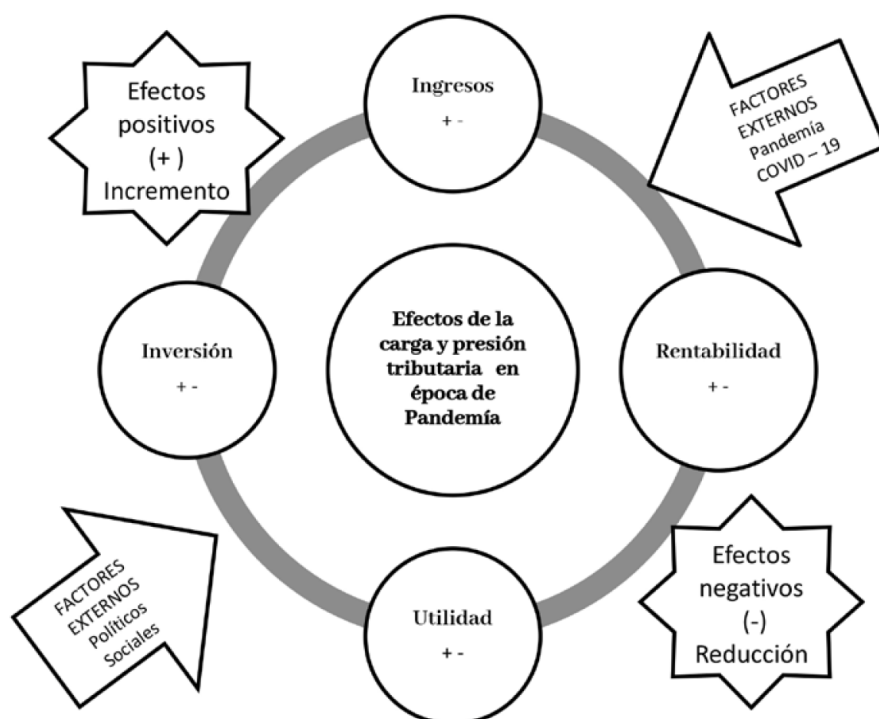 Efectos
positivos
(+ )
Incremento
Ingresos
+ -
FACTORES
EXTERNOS
Pandemía
COVID – 19
Inversión
+ -
Efectos de la
carga y presión
tributaria en
época de
Pandemía
Rentabilidad
+ -
FACTORES
EXTERNOS
Políticos
Sociales
Utilidad
+ -
Efectos
negativos
(-)
Reducción